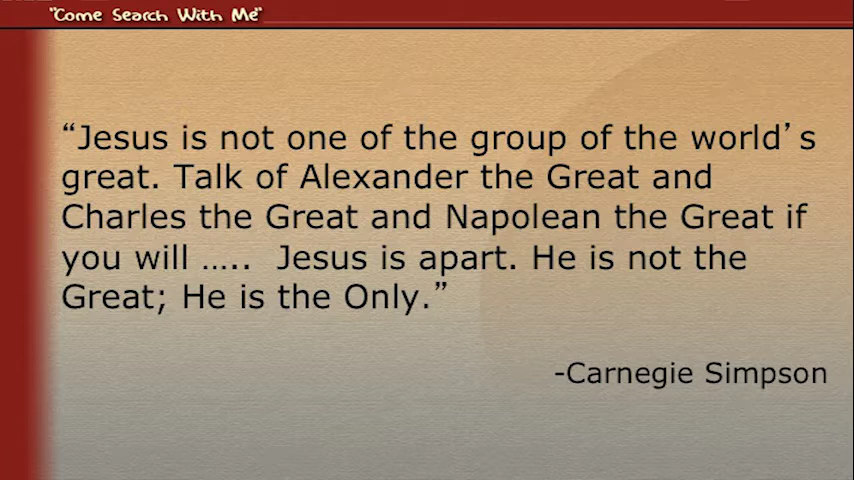 "Come Search With Me"
“Jesus is not one of the group of the world’s
great. Talk of Alexander the Great and
Charles the Great and Napolean the Great if
you will ….. Jesus is apart. He is not the
Great; He is the Only.”
-Carnegie Simpson